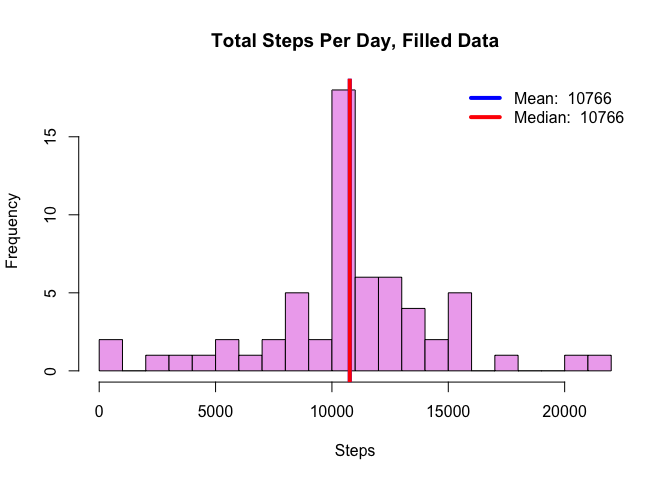 Total Steps Per Day, Filled Data
Mean:  10766
Median:  10766
Frequency
15
10
5
0
0 5000 10000 15000 20000
Steps